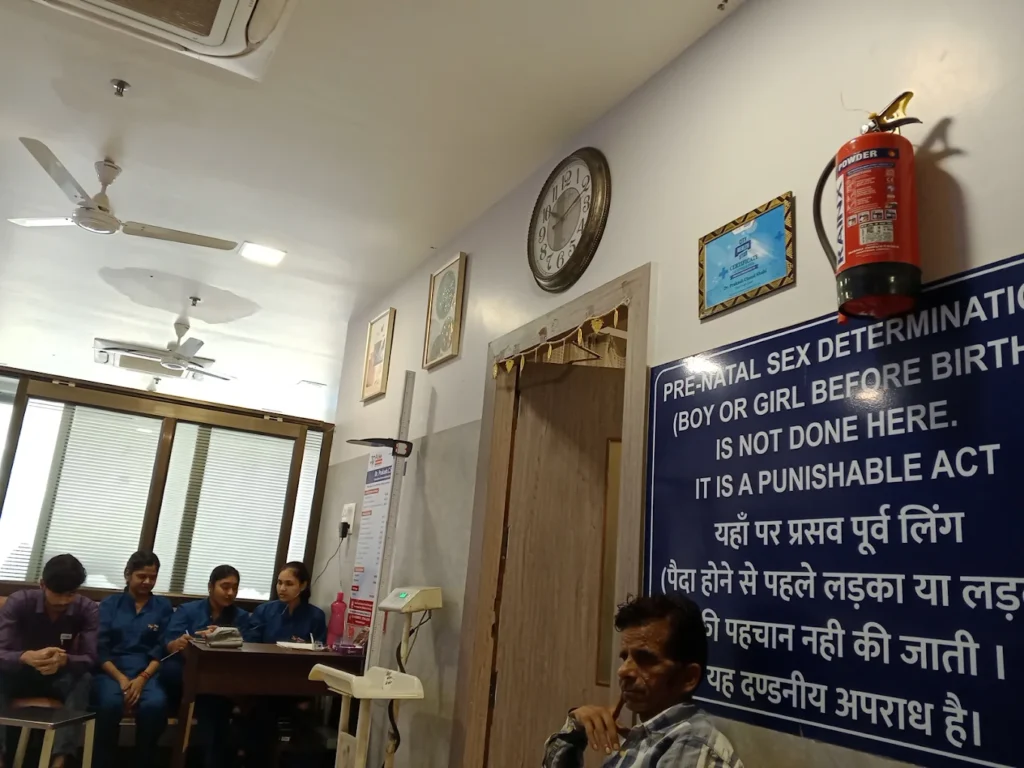 POWDER
CERTIFICATE
PRE-NATAL SEX DETERMINATIO
(BOY OR GIRL BEFORE BIRTH
IS NOT DONE HERE.
IT IS A PUNISHABLE ACT
यहाँ पर प्रसव पूर्व लिंग
(पैदा होने से पहले लड़का या लड़
की पहचान नही की जाती ।
यह दण्डनीय अपराध है।